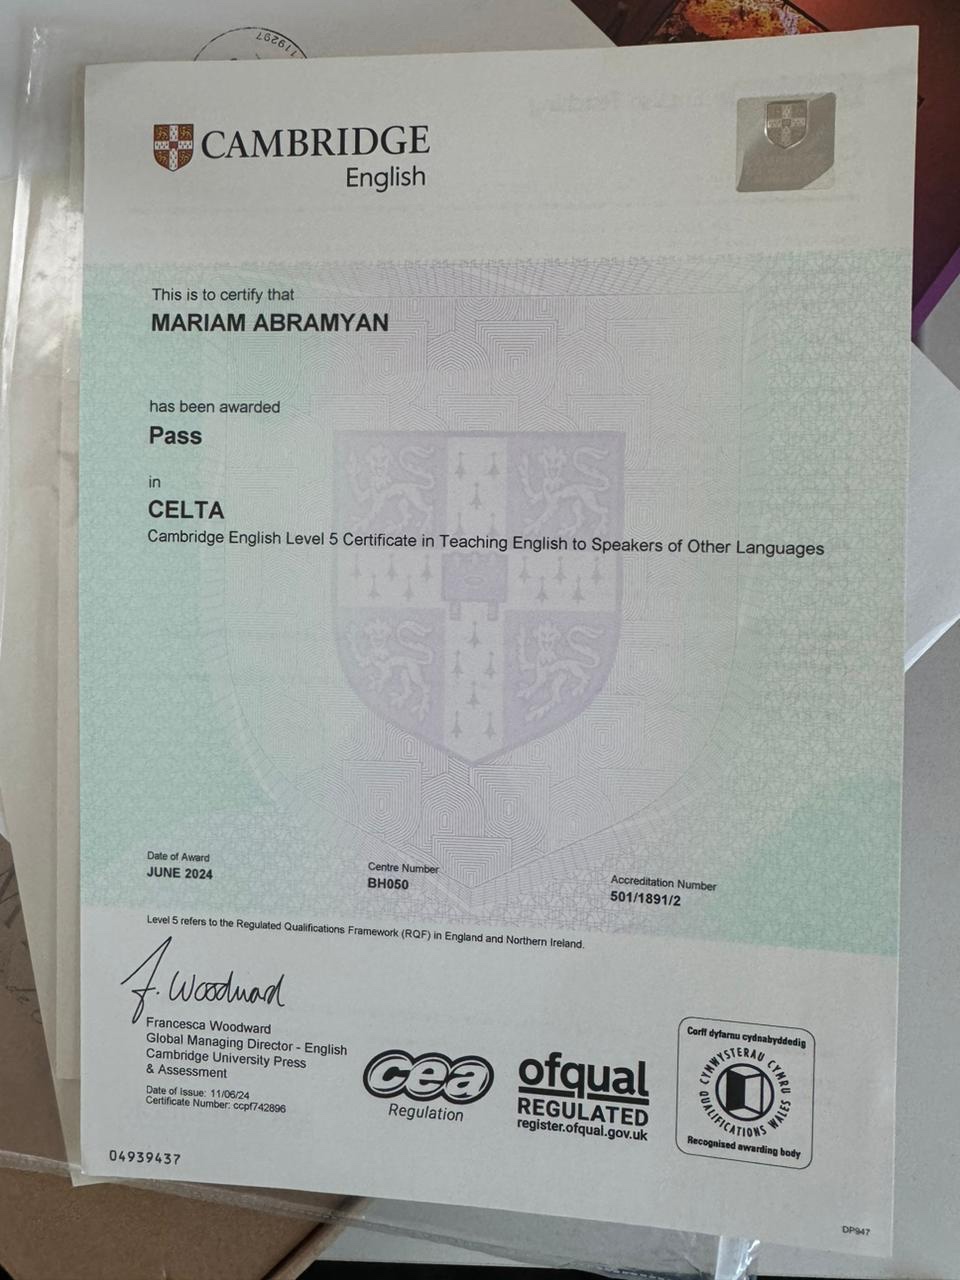 119297
CAMBRIDGE
English
This is to certify that
MARIAM ABRAMYAN
has been awarded
Pass
in
CELTA
Cambridge English Level 5 Certificate in Teaching English to Speakers of Other Languages
Date of Award
JUNE 2024
Centre Number
BH050
Accreditation Number
501/1891/2
Level 5 refers to the Regulated Qualifications Framework (RQF) in England and Northern Ireland.
F. Woodward
Francesca Woodward
Global Managing Director - English
Cambridge University Press
& Assessment
Date of Issue: 11/06/24
Certificate Number: ccpf742896
cea
Regulation
ofqual
REGULATED
register.ofqual.gov.uk
Corff dyfarnu cydnabyddedig
CYMWYSTERAU CYMRU
QUALIFICATIONS WALES
Recognised awarding body
04939437
DP947